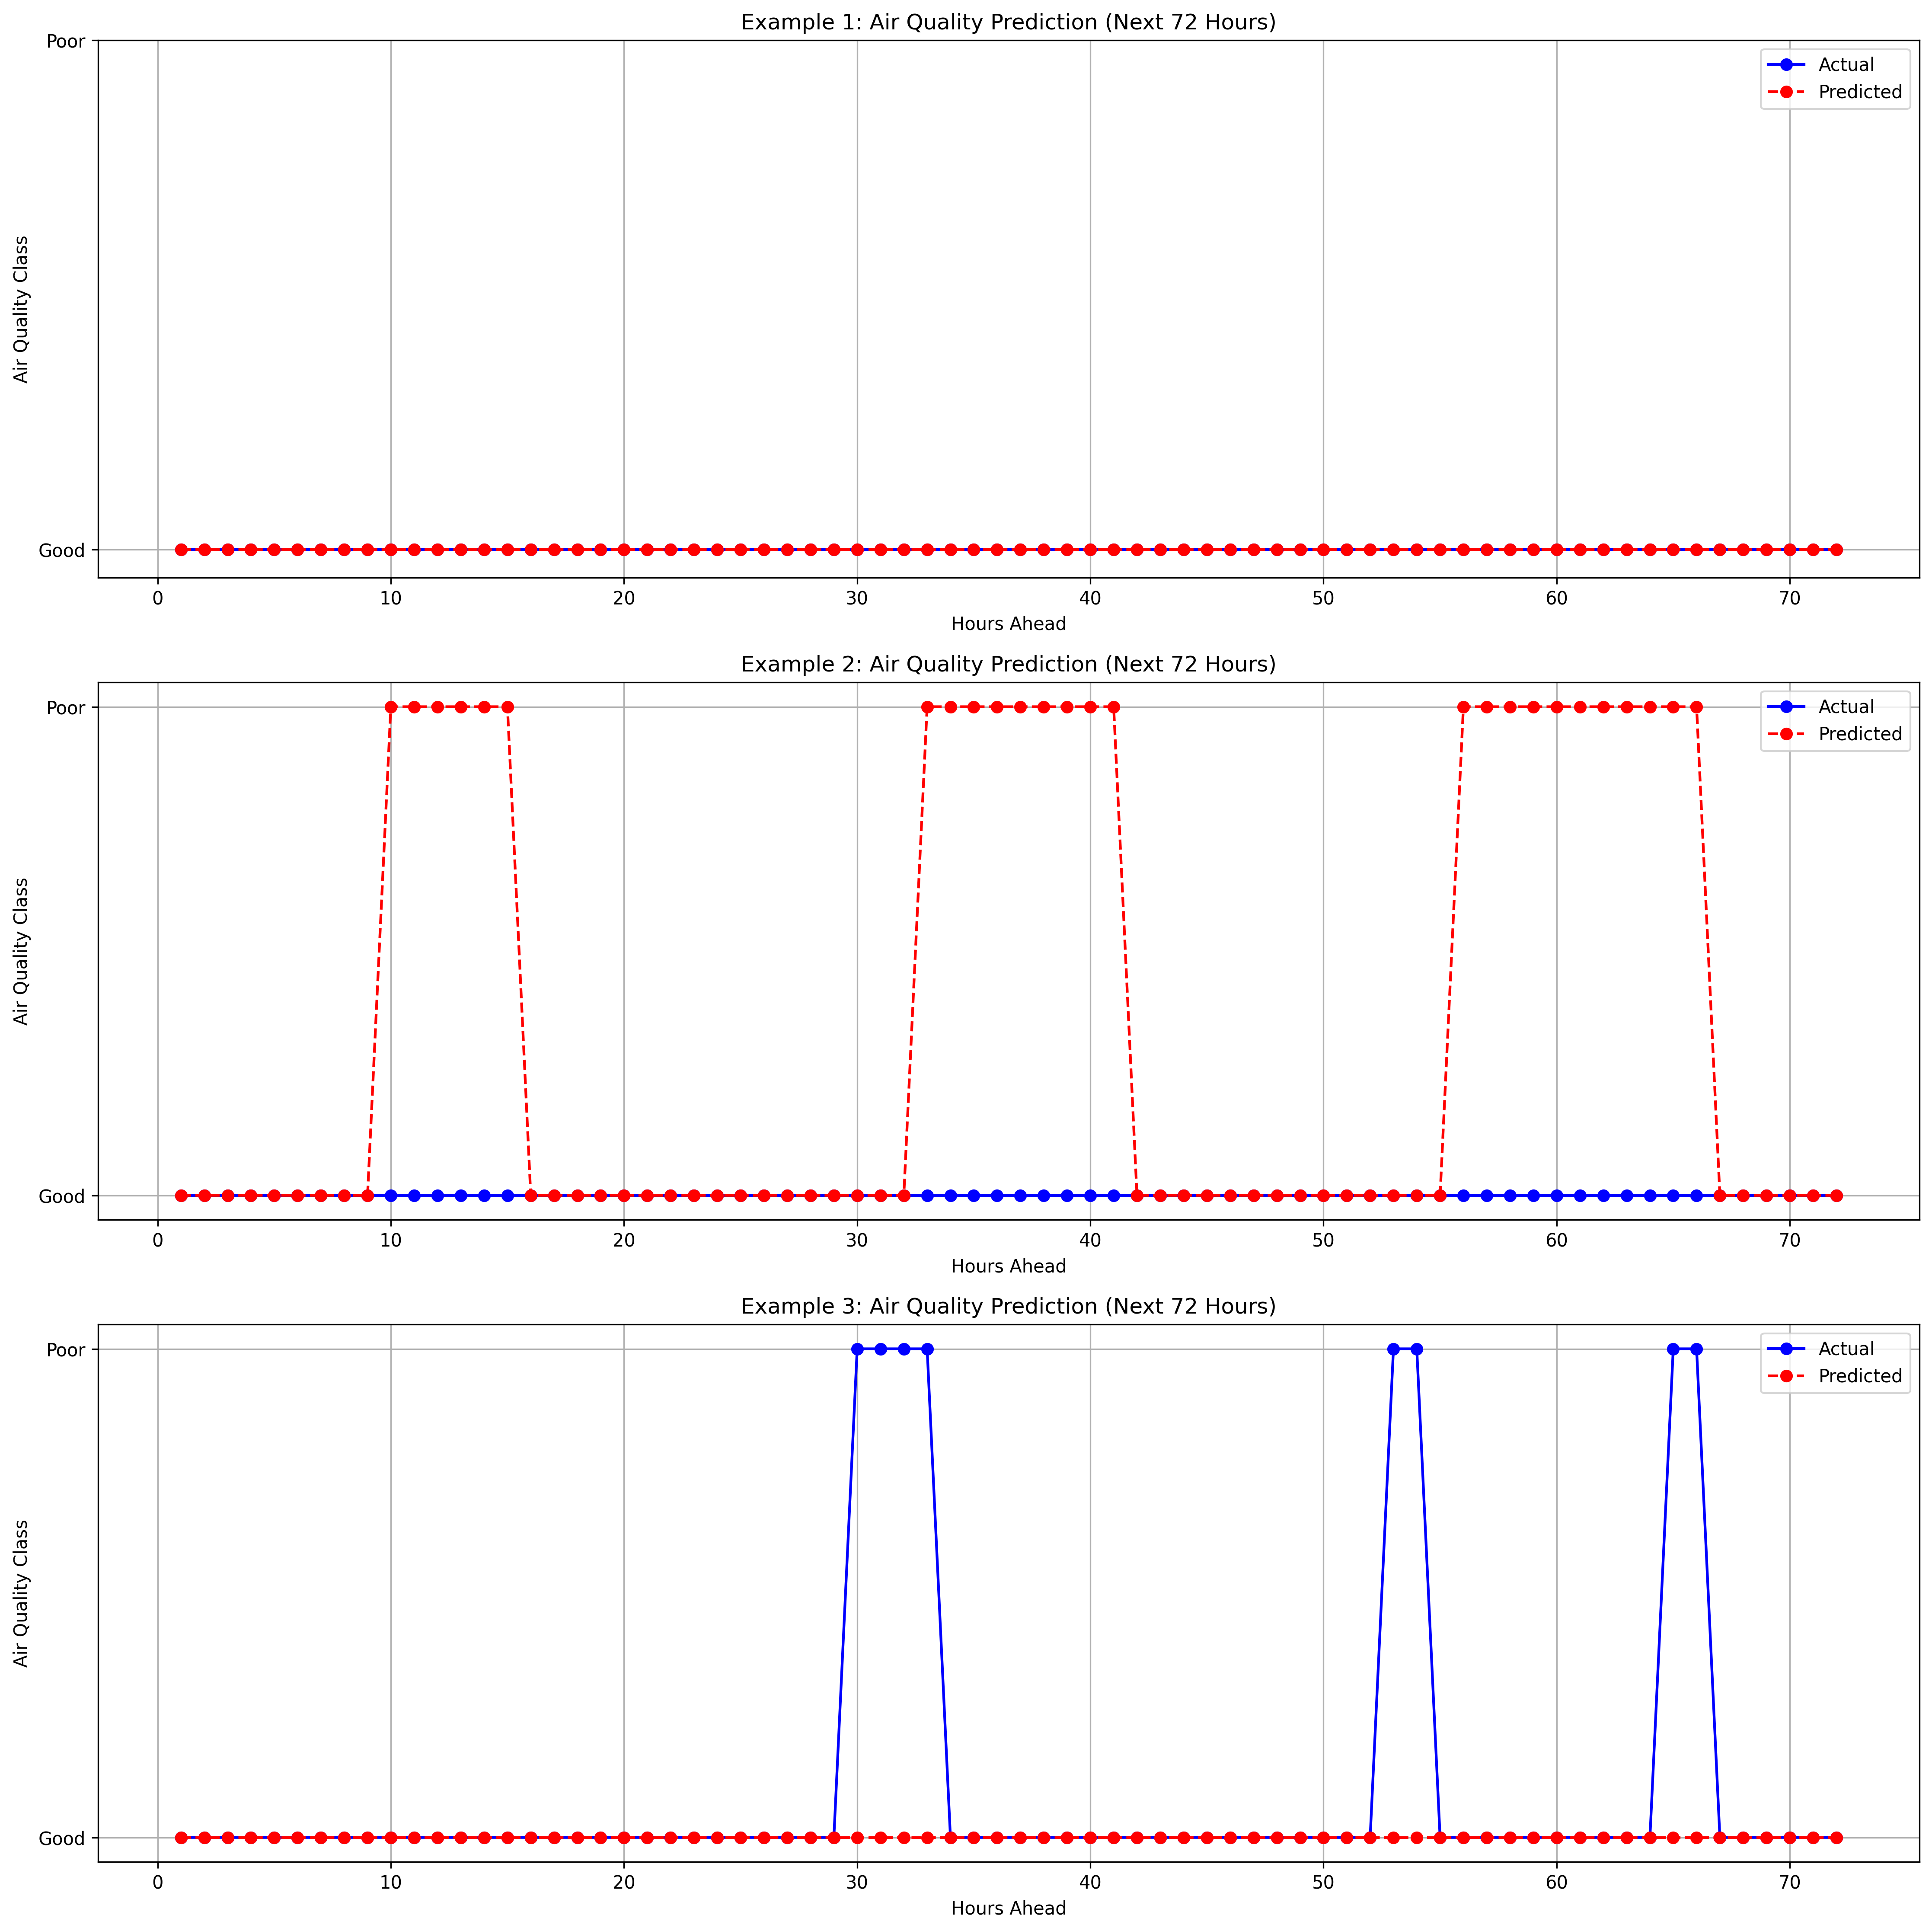 Example 1: Air Quality Prediction (Next 72 Hours)
Poor
Good
Air Quality Class
Actual
Predicted
0 10 20 30 40 50 60 70
Hours Ahead
Example 2: Air Quality Prediction (Next 72 Hours)
Poor
Good
Air Quality Class
Actual
Predicted
0 10 20 30 40 50 60 70
Hours Ahead
Example 3: Air Quality Prediction (Next 72 Hours)
Poor
Good
Air Quality Class
Actual
Predicted
0 10 20 30 40 50 60 70
Hours Ahead